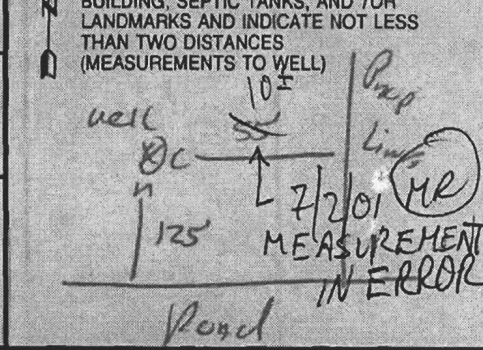 N
BUILDING, SEPTIC TANKS, AND /OR
LANDMARKS AND INDICATE NOT LESS
THAN TWO DISTANCES
(MEASUREMENTS TO WELL)
10±
55'
well
Prop
Line
7/2/01 MR
MEASUREMENT
IN ERROR
125'
Road